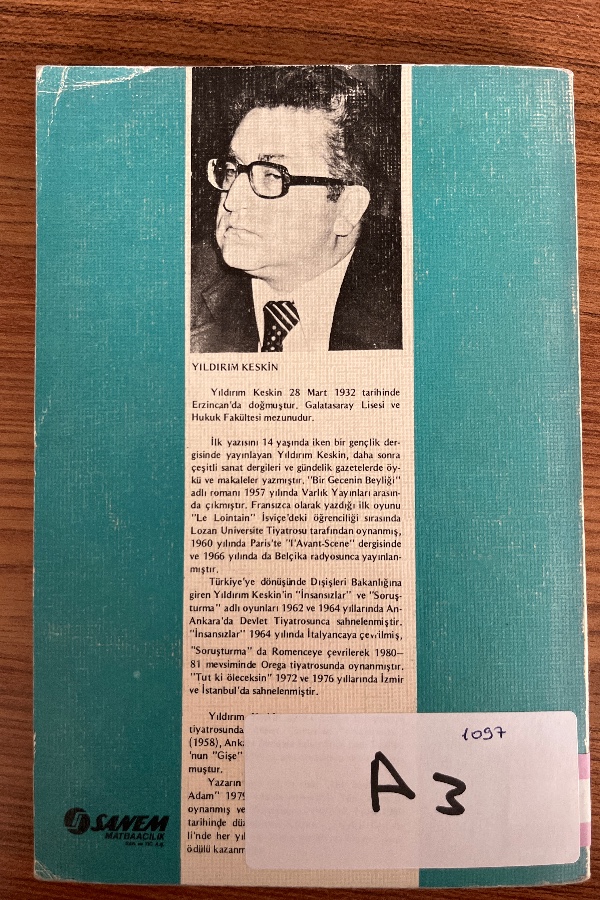 YILDIRIM KESKİN
Yıldırım Keskin 28 Mart 1932 tarihinde
Erzincan'da doğmuştur. Galatasaray Lisesi ve
Hukuk Fakültesi mezunudur.
İlk yazısını 14 yaşında iken bir gençlik der-
gisinde yayınlayan Yıldırım Keskin, daha sonra
çeşitli sanat dergileri ve gündelik gazetelerde öy-
kü ve makaleler yazmıştır. "Bir Gecenin Beyliği"
adlı romanı 1957 yılında Varlık Yayınları arasın-
da çıkmıştır. Fransızca olarak yazdığı ilk oyunu
"Le Lointain" İsviçe'deki öğrenciliği sırasında
Lozan Universite Tiyatrosu tarafından oynanmış,
1960 yılında Paris'te "l'Avant-Scene" dergisinde
ve 1966 yılında da Belçika radyosunca yayınlan-
mıştır.
Türkiye'ye dönüşünde Dışişleri Bakanlığına
giren Yıldırım Keskin'in "İnsansızlar" ve "Soruş-
turma" adlı oyunları 1962 ve 1964 yıllarında An-
Ankara'da Devlet Tiyatrosunca sahnelenmiştir.
"İnsansızlar" 1964 yılında İtalyancaya çevrilmiş,
"Soruşturma" da Romenceye çevrilerek 1980–
81 mevsiminde Orega tiyatrosunda oynanmıştır.
"Tut ki öleceksin" 1972 ve 1976 yıllarında İzmir
ve İstanbul'da sahnelenmiştir.
Yıldırım
tiyatrosunda
(1958), Anka
'nun "Gişe"
muştur.
Yazarın
Adam" 1979
oynanmış ve
tarihinde düz
li'nde her yıl
ödülü kazanm
1097
A3
SANEM
MATBAACILIK